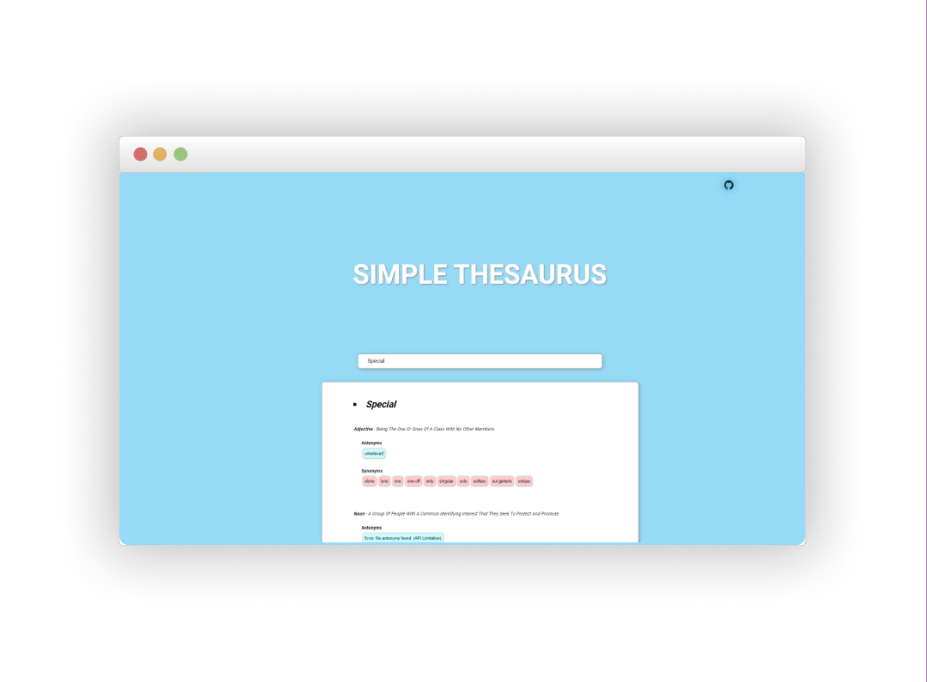 SIMPLE THESAURUS
Special
Special
Adjective - Being The One Or Ones Of A Class With No Other Members
Antonyms
Synonyms
alone lone one one-off only singular sole solitary sui generis unique
Noun - A Group Of People With A Common Identifying Interest That They Seek To Protect And Promote
Antonyms
Error: No antonyms found. (API Limitation)